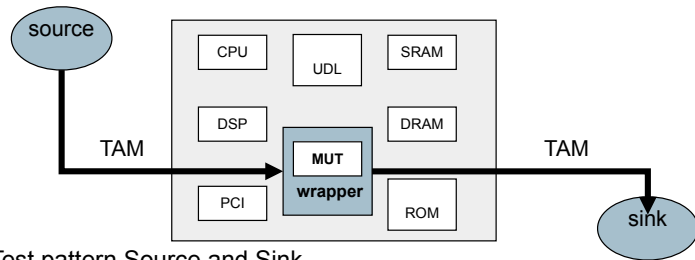 source
CPU
UDL
SRAM
DSP
DRAM
TAM
MUT
TAM
wrapper
PCI
ROM
sink
Test pattern Source and Sink